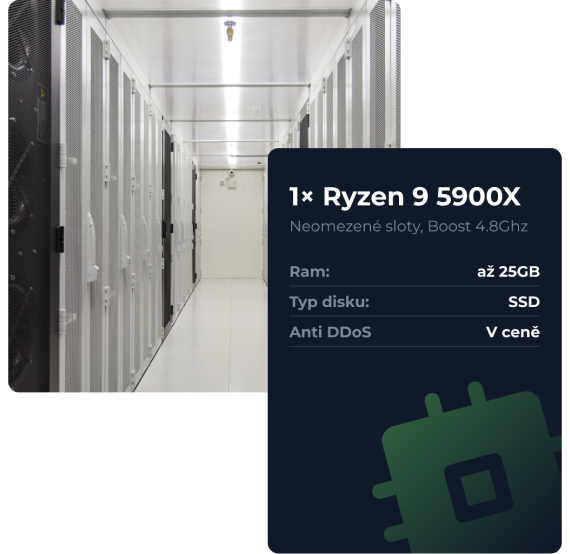 1× Ryzen 9 5900X
Neomezené sloty, Boost 4.8Ghz
Ram: až 25GB
Typ disku: SSD
Anti DDoS V ceně